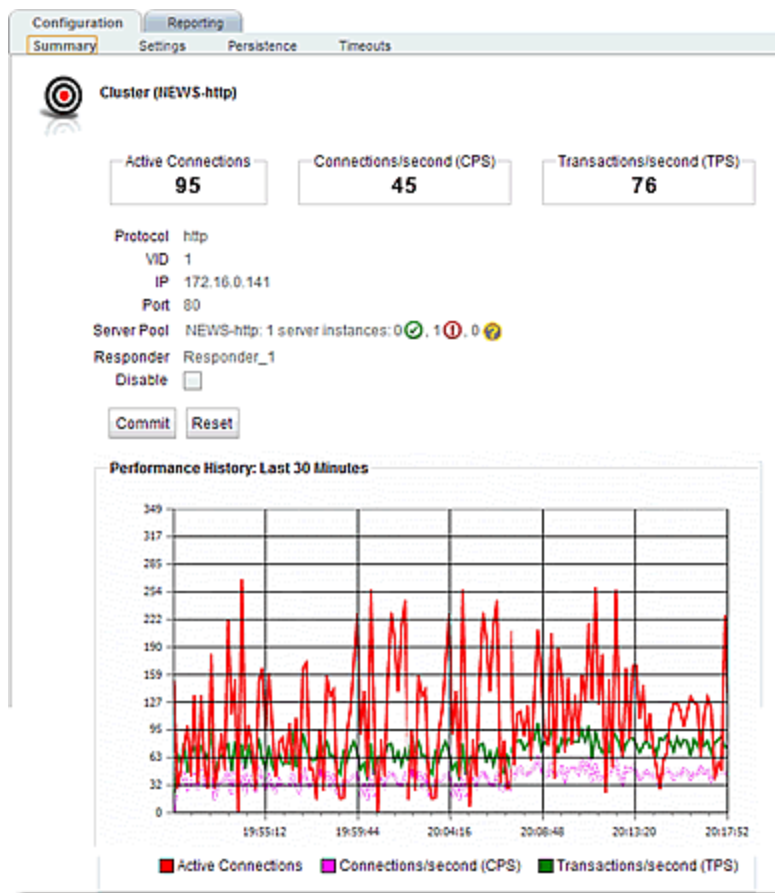 Configuration Reporting
Summary Settings Persistence Timeouts
Cluster (NEWS-http)
Active Connections Connections/second (CPS) Transactions/second (TPS)
95 45 76
Protocol http
VID 1
IP 172.16.0.141
Port 80
Server Pool NEWS-http: 1 server instances: 0 , 1 , 0 ?
Responder Responder_1
Disable
Commit Reset
Performance History: Last 30 Minutes
349
317
285
254
222
190
159
127
95
63
32
0
19:55:12 19:59:44 20:04:16 20:08:48 20:13:20 20:17:52
Active Connections Connections/second (CPS) Transactions/second (TPS)